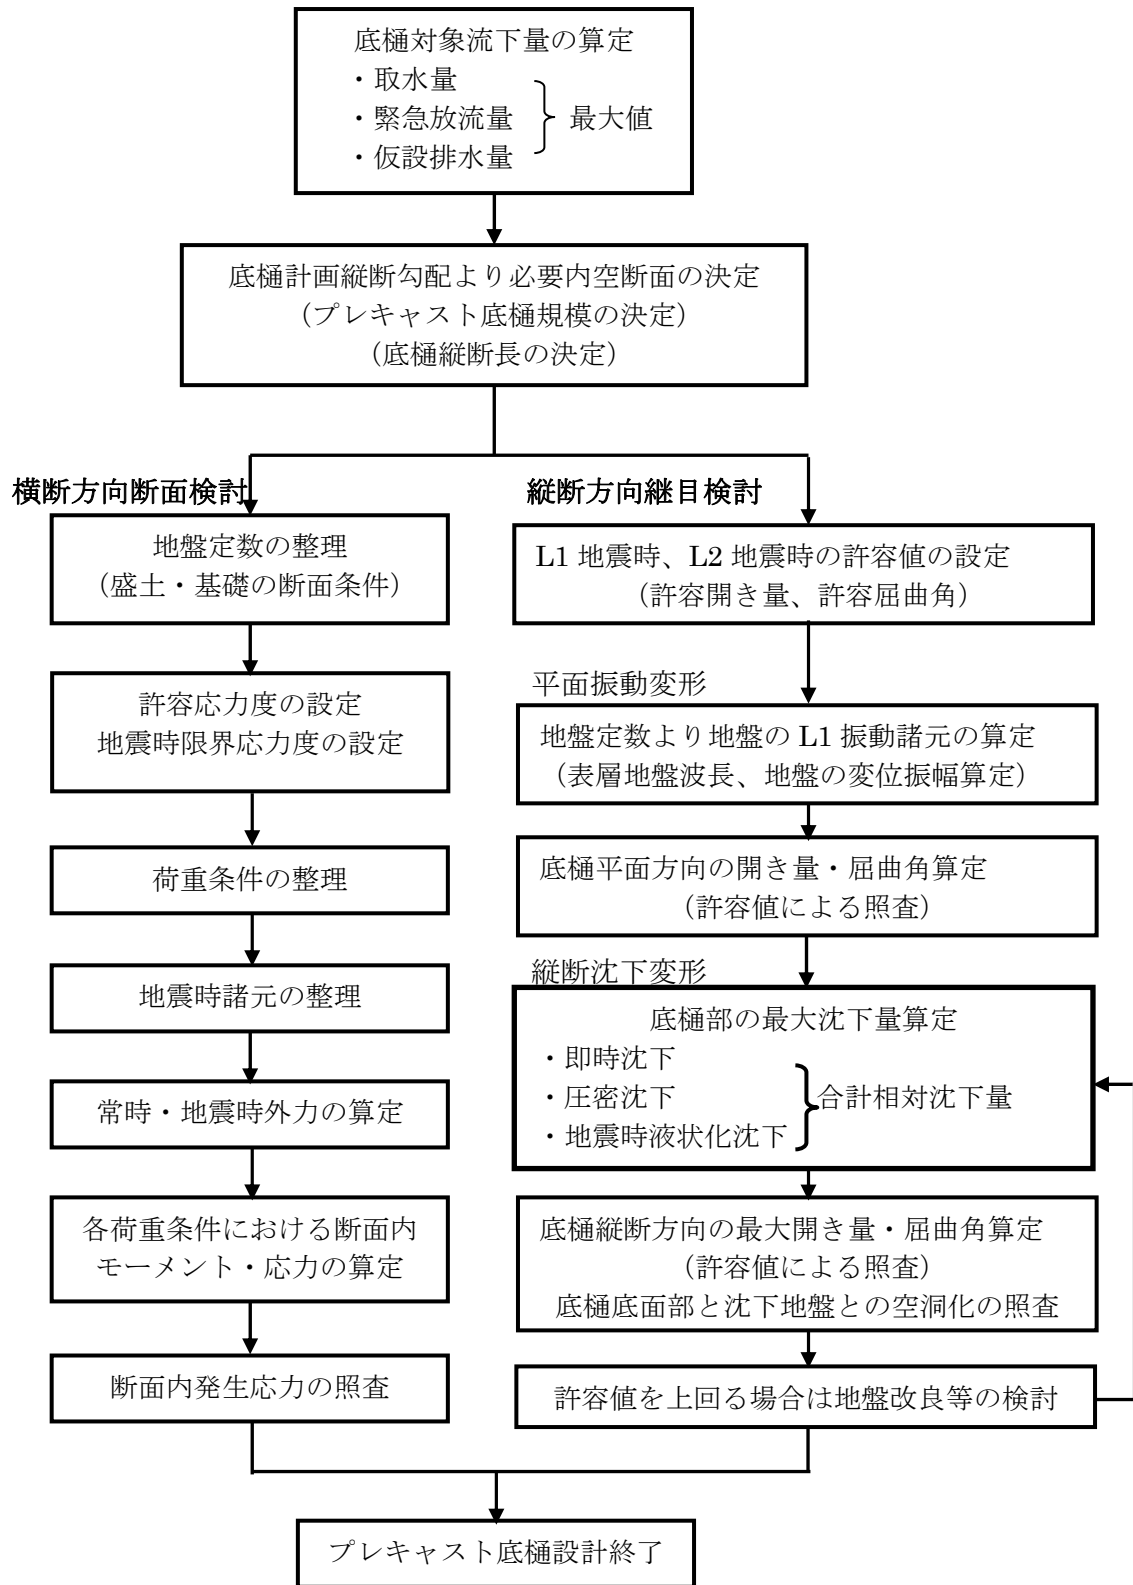 底樋対象流下量の算定
・取水量
・緊急放流量
・仮設排水量
最大値
底樋計画縦断勾配より必要内空断面の決定
（プレキャスト底樋規模の決定）
（底樋縦断長の決定）
横断方向断面検討
地盤定数の整理
（盛土・基礎の断面条件）
許容応力度の設定
地震時限界応力度の設定
荷重条件の整理
地震時諸元の整理
常時・地震時外力の算定
各荷重条件における断面内
モーメント・応力の算定
断面内発生応力の照査
縦断方向継目検討
L1 地震時、L2 地震時の許容値の設定
（許容開き量、許容屈曲角）
平面振動変形
地盤定数より地盤の L1 振動諸元の算定
（表層地盤波長、地盤の変位振幅算定）
底樋平面方向の開き量・屈曲角算定
（許容値による照査）
縦断沈下変形
底樋部の最大沈下量算定
・即時沈下
・圧密沈下
・地震時液状化沈下
合計相対沈下量
底樋縦断方向の最大開き量・屈曲角算定
（許容値による照査）
底樋底面部と沈下地盤との空洞化の照査
許容値を上回る場合は地盤改良等の検討
プレキャスト底樋設計終了